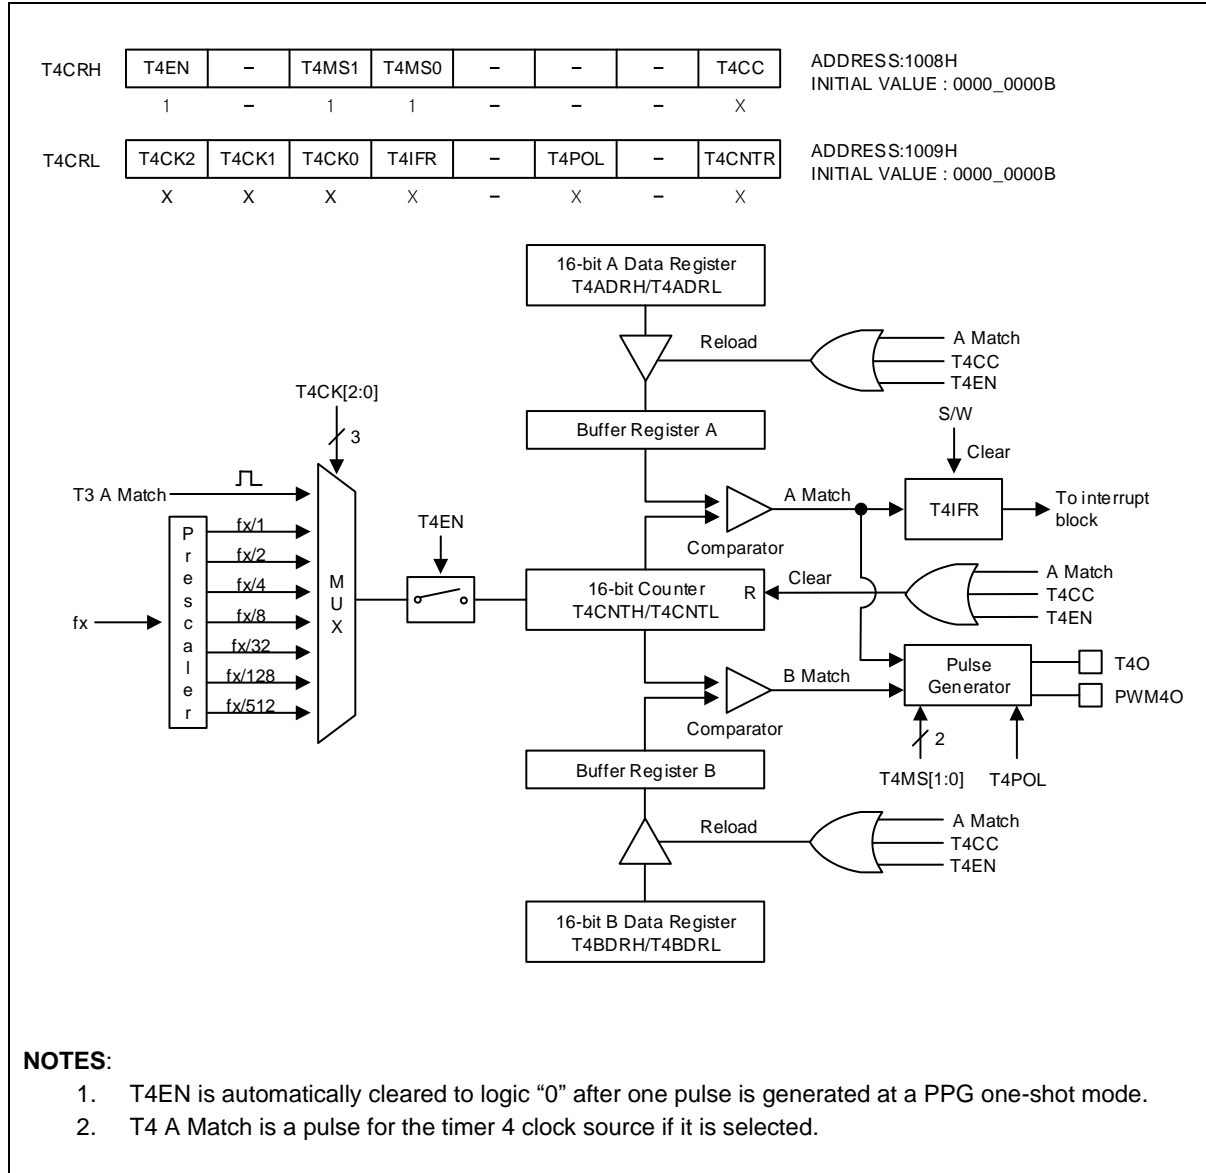 T4CRH T4EN – T4MS1 T4MS0 – – – T4CC ADDRESS:1008H
INITIAL VALUE : 0000_0000B
1 – 1 1 – – – X
T4CRL T4CK2 T4CK1 T4CK0 T4IFR – T4POL – T4CNTR ADDRESS:1009H
INITIAL VALUE : 0000_0000B
X X X X – X – X
16-bit A Data Register
T4ADRH/T4ADRL
Reload
A Match
T4CC
T4EN
T4CK[2:0]
3
Buffer Register A
S/W
Clear
T3 A Match
A Match
T4IFR
To interrupt
block
Comparator
fx
Prescaler
fx/1
fx/2
fx/4
fx/8
fx/32
fx/128
fx/512
MUX
T4EN
16-bit Counter
T4CNTH/T4CNTL
R
Clear
A Match
T4CC
T4EN
B Match
Comparator
Pulse
Generator
T4O
PWM4O
2
T4MS[1:0]
T4POL
Buffer Register B
Reload
A Match
T4CC
T4EN
16-bit B Data Register
T4BDRH/T4BDRL
NOTES:
1. T4EN is automatically cleared to logic “0” after one pulse is generated at a PPG one-shot mode.
2. T4 A Match is a pulse for the timer 4 clock source if it is selected.